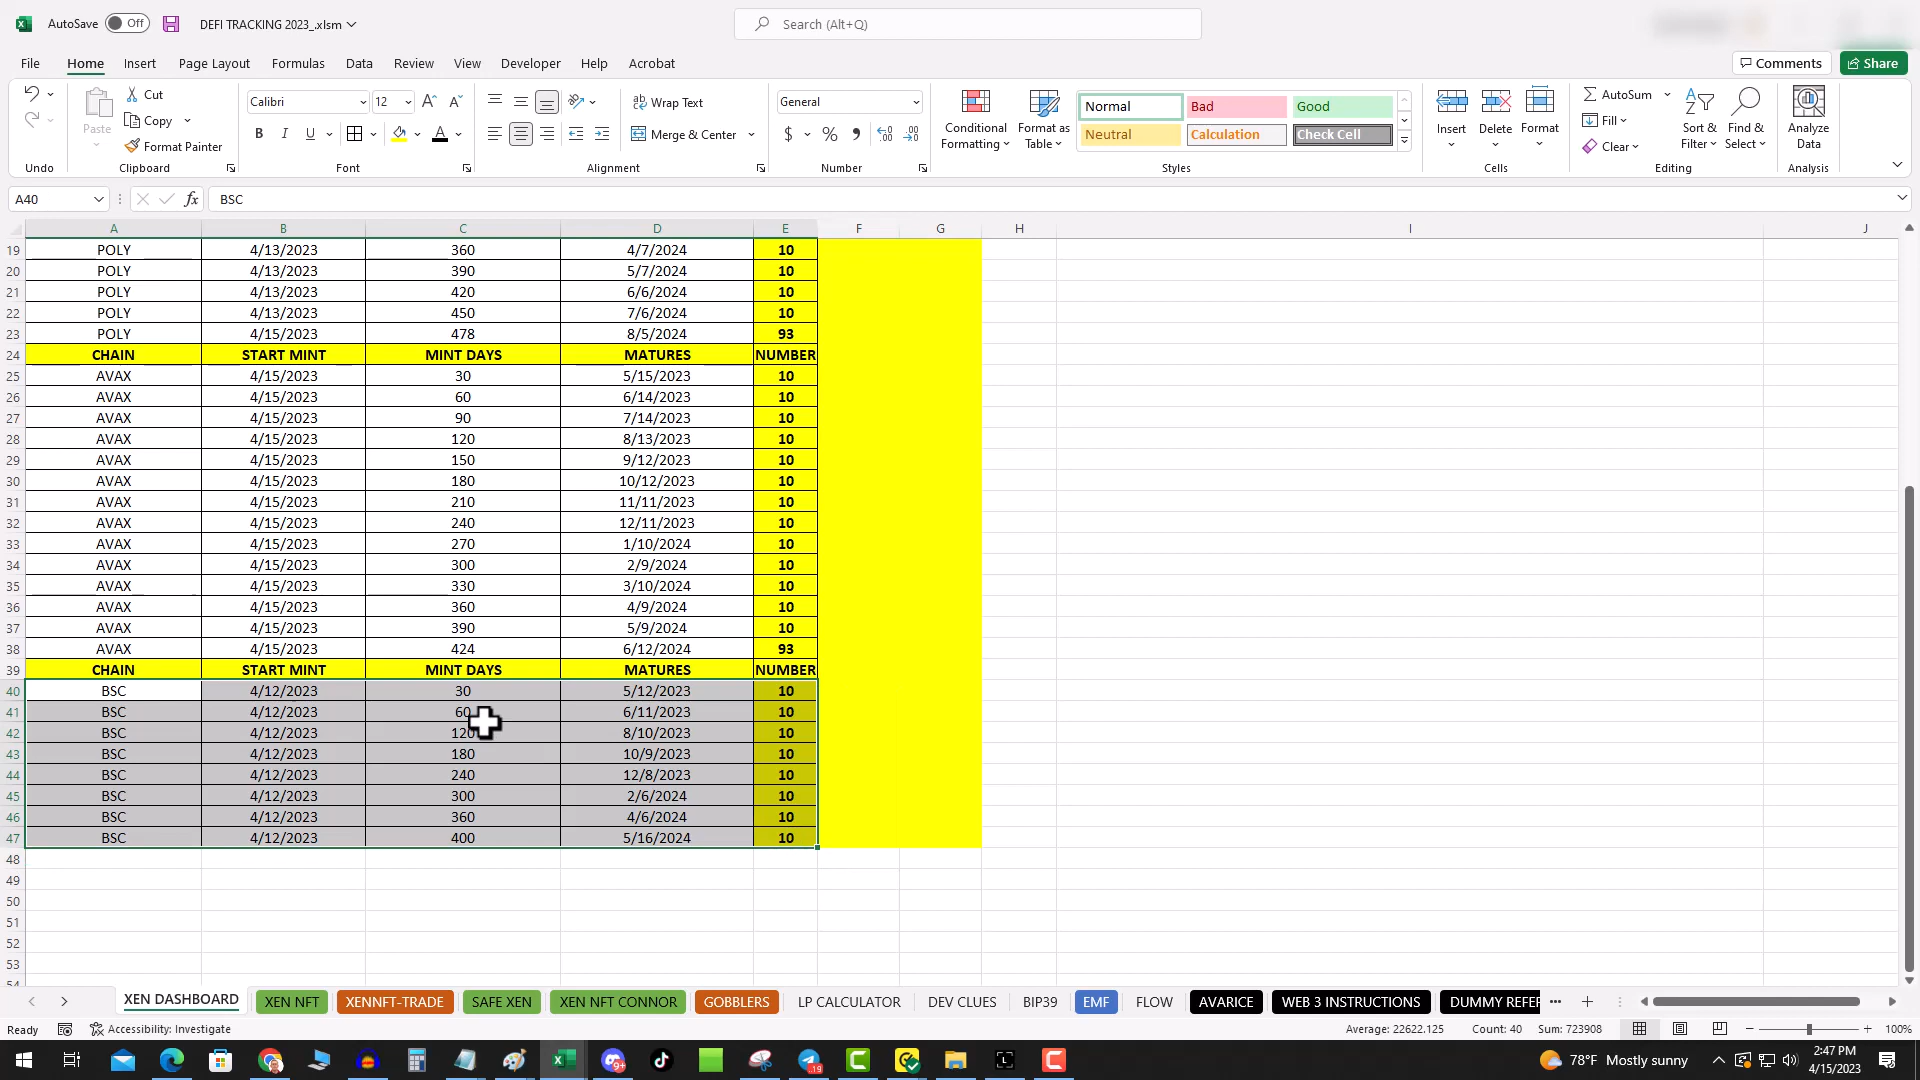 AutoSave Off DEFI TRACKING 2023_.xlsm Search (Alt+Q)
File Home Insert Page Layout Formulas Data Review View Developer Help Acrobat Comments Share
Cut Calibri 12 Wrap Text General Normal Bad Good AutoSum
Paste Copy Conditional Formatting Format as Table Insert Delete Format Fill Sort & Filter Find & Select Analyze Data
Format Painter B I U Merge & Center $ % Neutral Calculation Check Cell Clear
Undo Clipboard Font Alignment Number Styles Cells Editing Analysis
A40 fx BSC
A B C D E F G H I J
19 POLY 4/13/2023 360 4/7/2024 10
20 POLY 4/13/2023 390 5/7/2024 10
21 POLY 4/13/2023 420 6/6/2024 10
22 POLY 4/13/2023 450 7/6/2024 10
23 POLY 4/15/2023 478 8/5/2024 93
24 CHAIN START MINT MINT DAYS MATURES NUMBER
25 AVAX 4/15/2023 30 5/15/2023 10
26 AVAX 4/15/2023 60 6/14/2023 10
27 AVAX 4/15/2023 90 7/14/2023 10
28 AVAX 4/15/2023 120 8/13/2023 10
29 AVAX 4/15/2023 150 9/12/2023 10
30 AVAX 4/15/2023 180 10/12/2023 10
31 AVAX 4/15/2023 210 11/11/2023 10
32 AVAX 4/15/2023 240 12/11/2023 10
33 AVAX 4/15/2023 270 1/10/2024 10
34 AVAX 4/15/2023 300 2/9/2024 10
35 AVAX 4/15/2023 330 3/10/2024 10
36 AVAX 4/15/2023 360 4/9/2024 10
37 AVAX 4/15/2023 390 5/9/2024 10
38 AVAX 4/15/2023 424 6/12/2024 93
39 CHAIN START MINT MINT DAYS MATURES NUMBER
40 BSC 4/12/2023 30 5/12/2023 10
41 BSC 4/12/2023 60 6/11/2023 10
42 BSC 4/12/2023 120 8/10/2023 10
43 BSC 4/12/2023 180 10/9/2023 10
44 BSC 4/12/2023 240 12/8/2023 10
45 BSC 4/12/2023 300 2/6/2024 10
46 BSC 4/12/2023 360 4/6/2024 10
47 BSC 4/12/2023 400 5/16/2024 10
48
49
50
51
52
53
54
XEN DASHBOARD XEN NFT XENNFT-TRADE SAFE XEN XEN NFT CONNOR GOBBLERS LP CALCULATOR DEV CLUES BIP39 EMF FLOW AVARICE WEB 3 INSTRUCTIONS DUMMY REFER ...
Ready Accessibility: Investigate Average: 22622.125 Count: 40 Sum: 723908 100%
78°F Mostly sunny 2:47 PM
4/15/2023